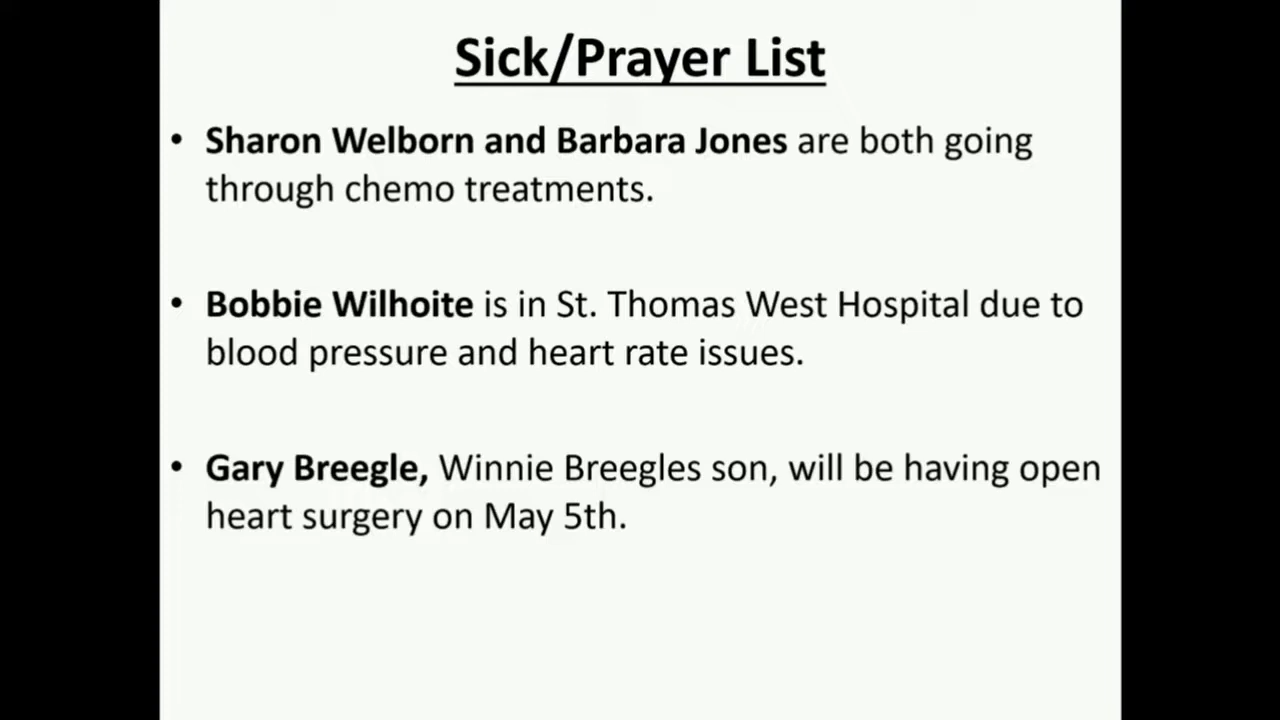 Sick/Prayer List
• Sharon Welborn and Barbara Jones are both going
through chemo treatments.
• Bobbie Wilhoite is in St. Thomas West Hospital due to
blood pressure and heart rate issues.
• Gary Breegle, Winnie Breegles son, will be having open
heart surgery on May 5th.